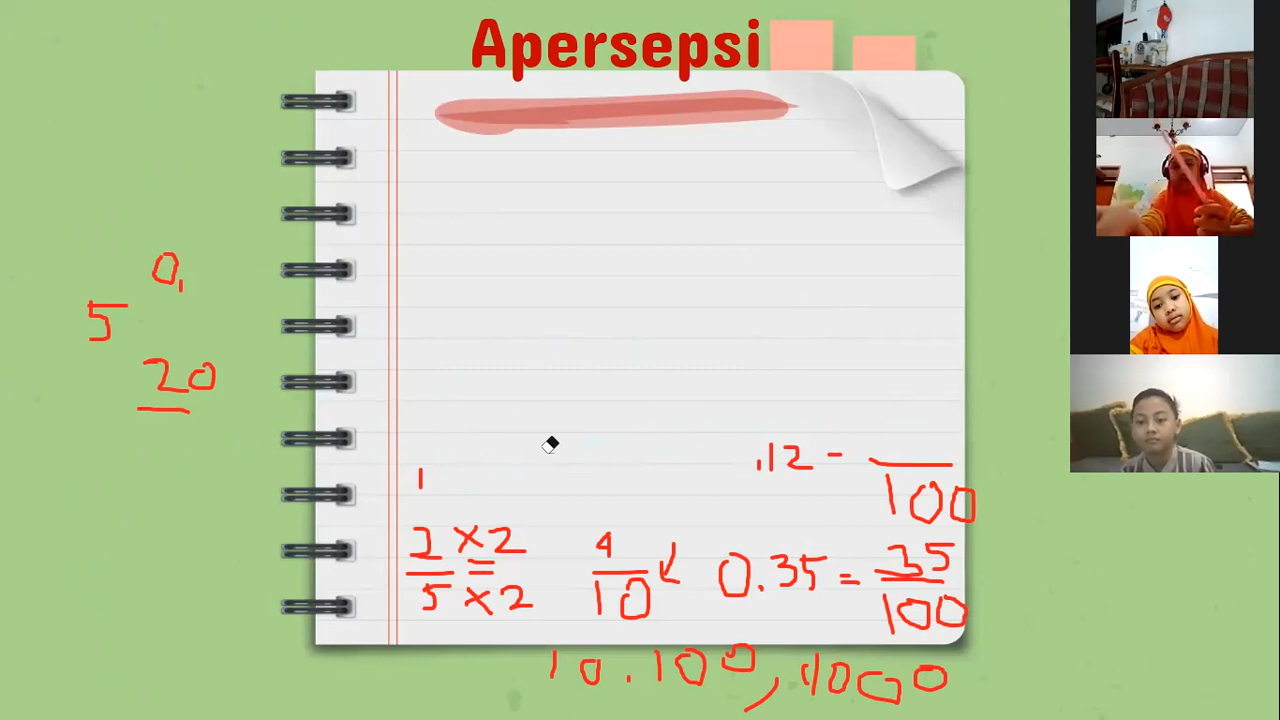 Apersepsi
0,
5
20
.12 -
100
1
2 × 2 = 4
5 × 2 10
0.35 = 35
100
10.100, 1000